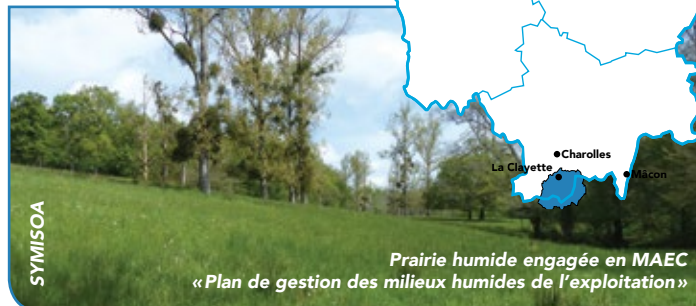 Charolles
La Clayette
Mâcon
SYMISOA
Prairie humide engagée en MAEC
«Plan de gestion des milieux humides de l'exploitation»